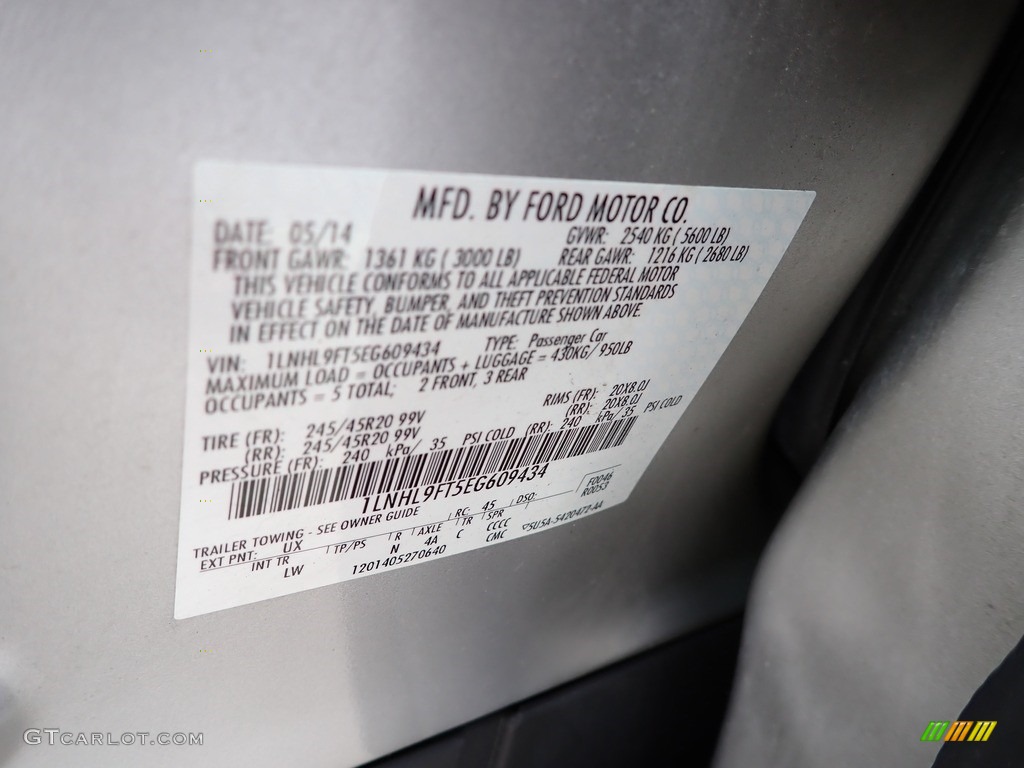 MFD. BY FORD MOTOR CO.
DATE: 05/14 GVWR: 2540 KG ( 5600 LB)
FRONT GAWR: 1361 KG ( 3000 LB) REAR GAWR: 1216 KG ( 2680 LB)
THIS VEHICLE CONFORMS TO ALL APPLICABLE FEDERAL MOTOR
VEHICLE SAFETY, BUMPER, AND THEFT PREVENTION STANDARDS
IN EFFECT ON THE DATE OF MANUFACTURE SHOWN ABOVE.
VIN: 1LNHL9FT5EG609434 TYPE: Passenger Car
MAXIMUM LOAD = OCCUPANTS + LUGGAGE = 430KG/ 950LB
OCCUPANTS = 5 TOTAL; 2 FRONT, 3 REAR
TIRE (FR): 245/45R20 99V RIMS (FR): 20X8.0J
(RR): 245/45R20 99V (RR): 20X8.0J
PRESSURE (FR): 240 kPa/ 35 PSI COLD (RR): 240 kPa/ 35 PSI COLD
1LNHL9FT5EG609434
TRAILER TOWING - SEE OWNER GUIDE F0046
EXT PNT: UX RC: 45 DSO: R0053
INT TR TP/PS R AXLE TR SPR
LW N 4A C CCCC
1201405270640 CMC 5U5A-5420472-AA
GTCARLOT.COM